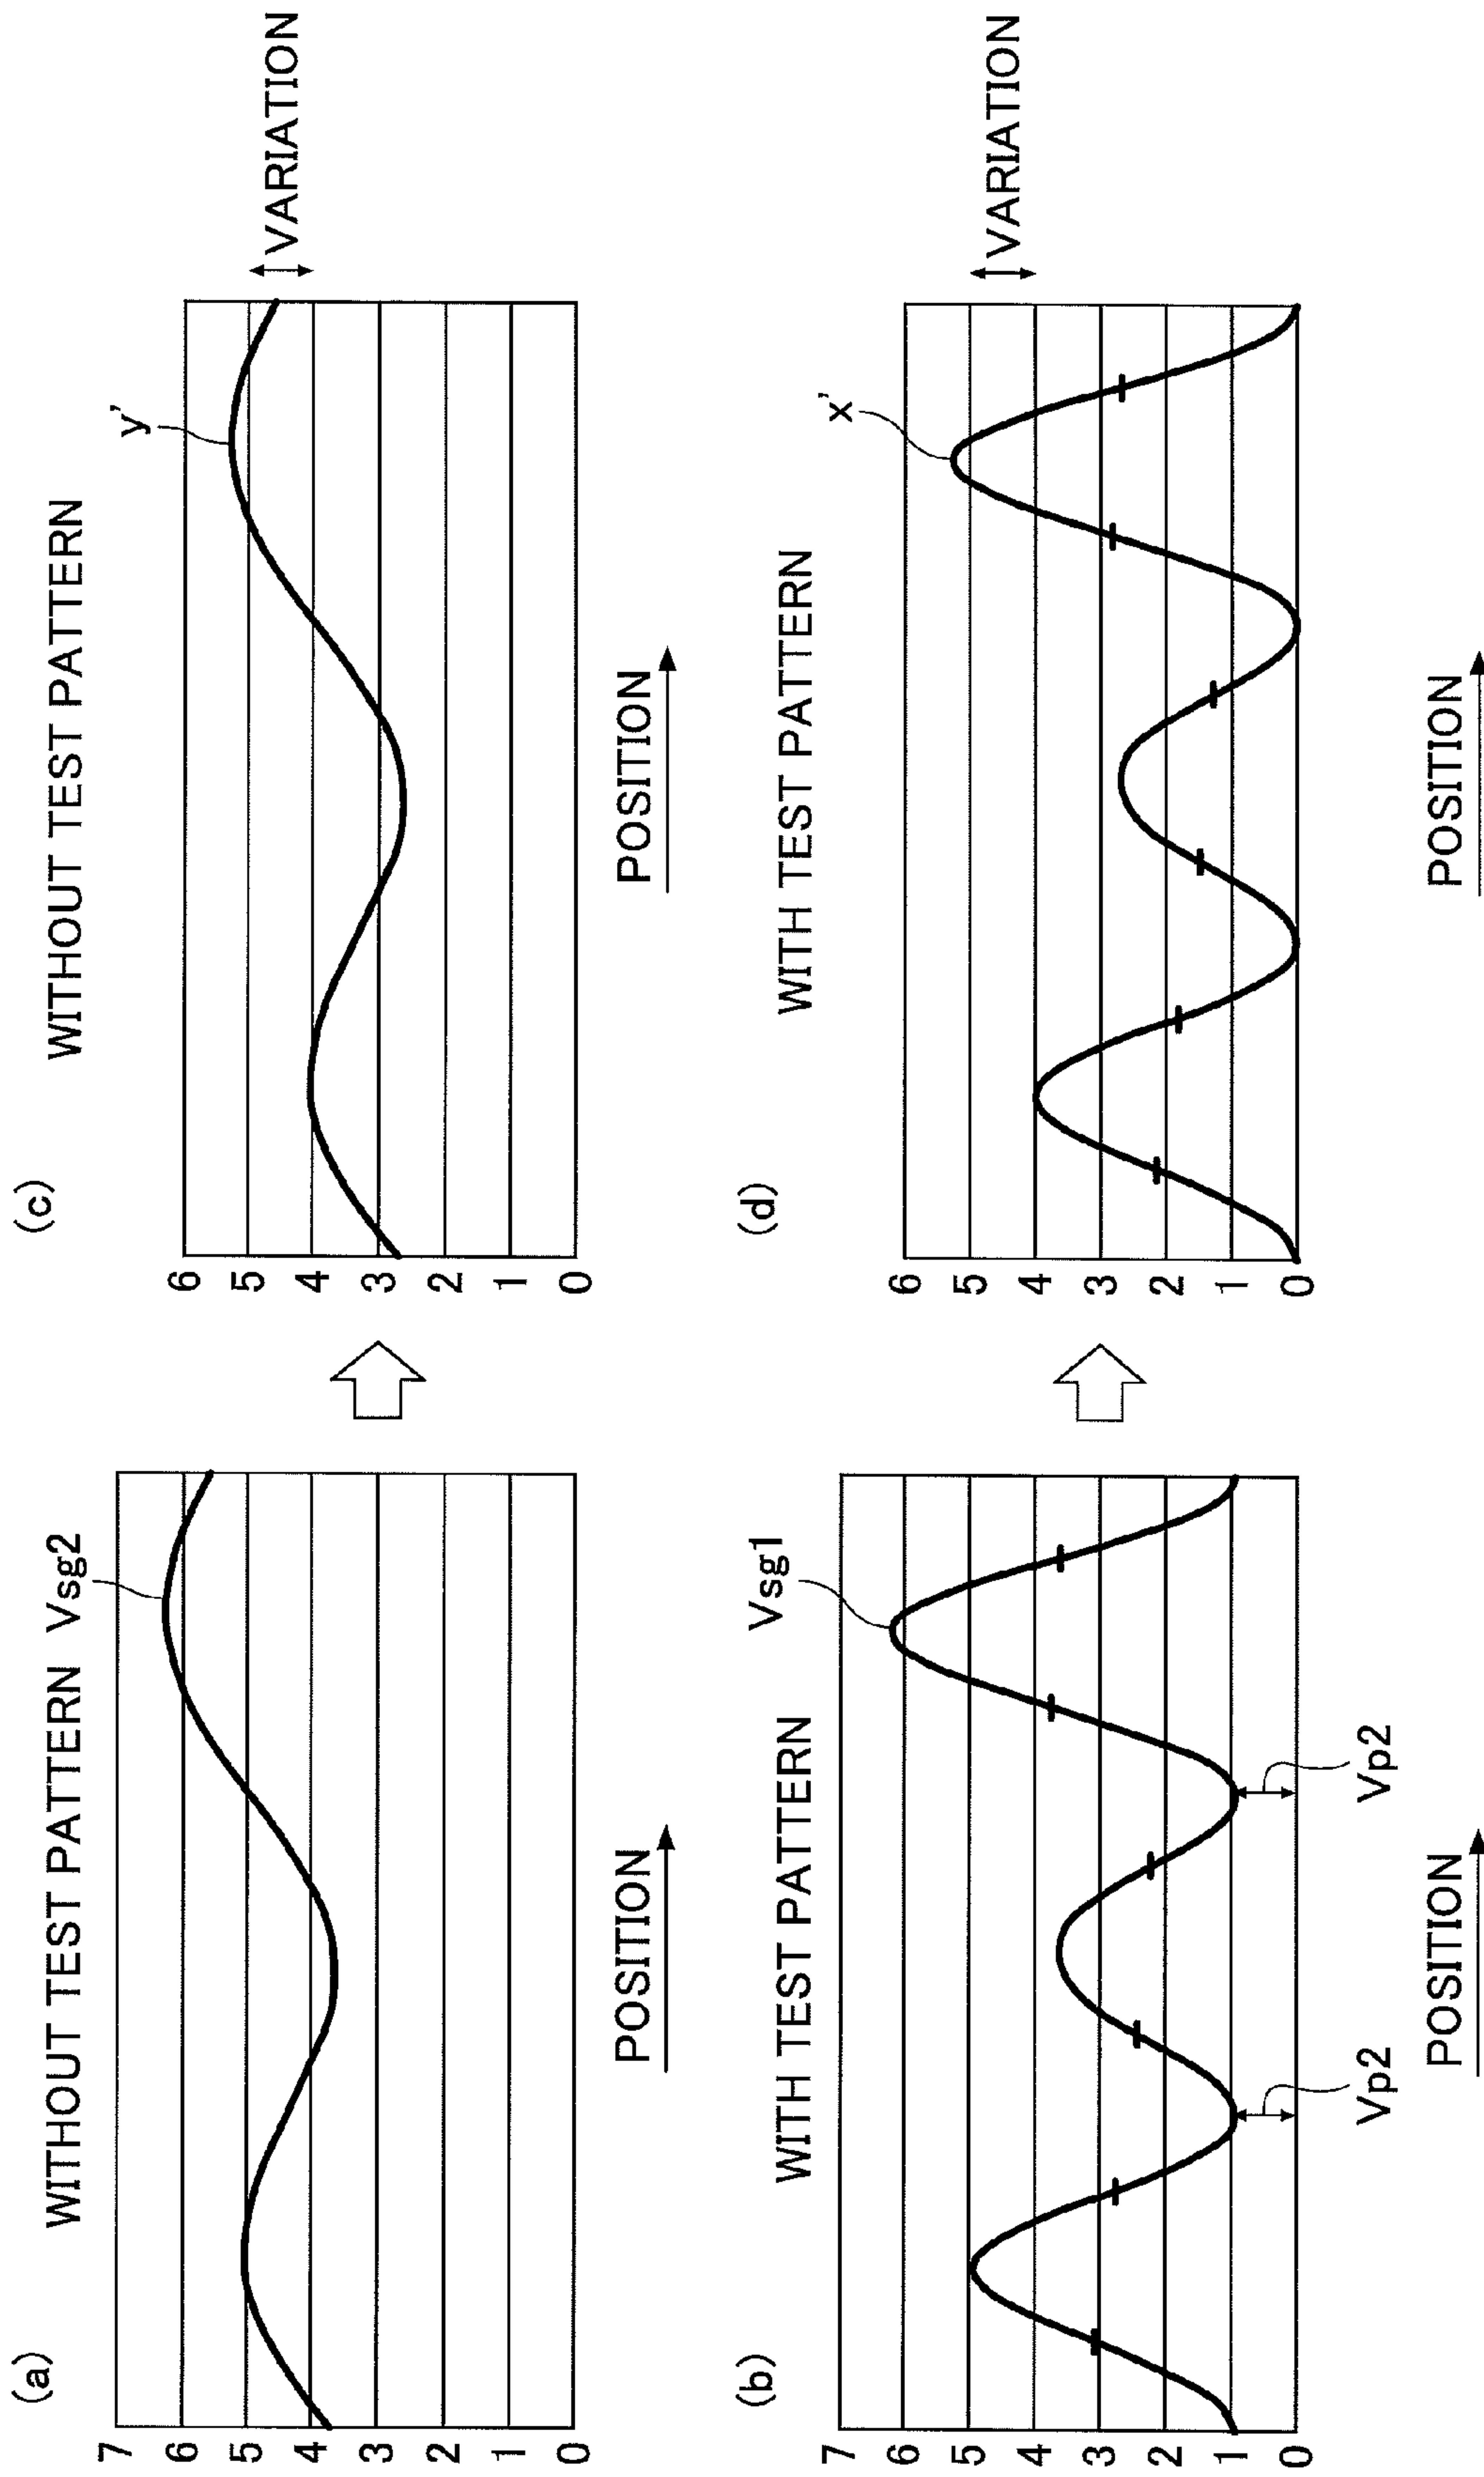 (a)
WITHOUT TEST PATTERN Vsg2
7
6
5
4
3
2
1
0
POSITION
(c)
WITHOUT TEST PATTERN
y'
6
5
4
3
2
1
0
VARIATION
POSITION
(b)
WITH TEST PATTERN
Vsg1
7
6
5
4
3
2
1
0
Vp2
Vp2
POSITION
(d)
WITH TEST PATTERN
x'
6
5
4
3
2
1
0
VARIATION
POSITION